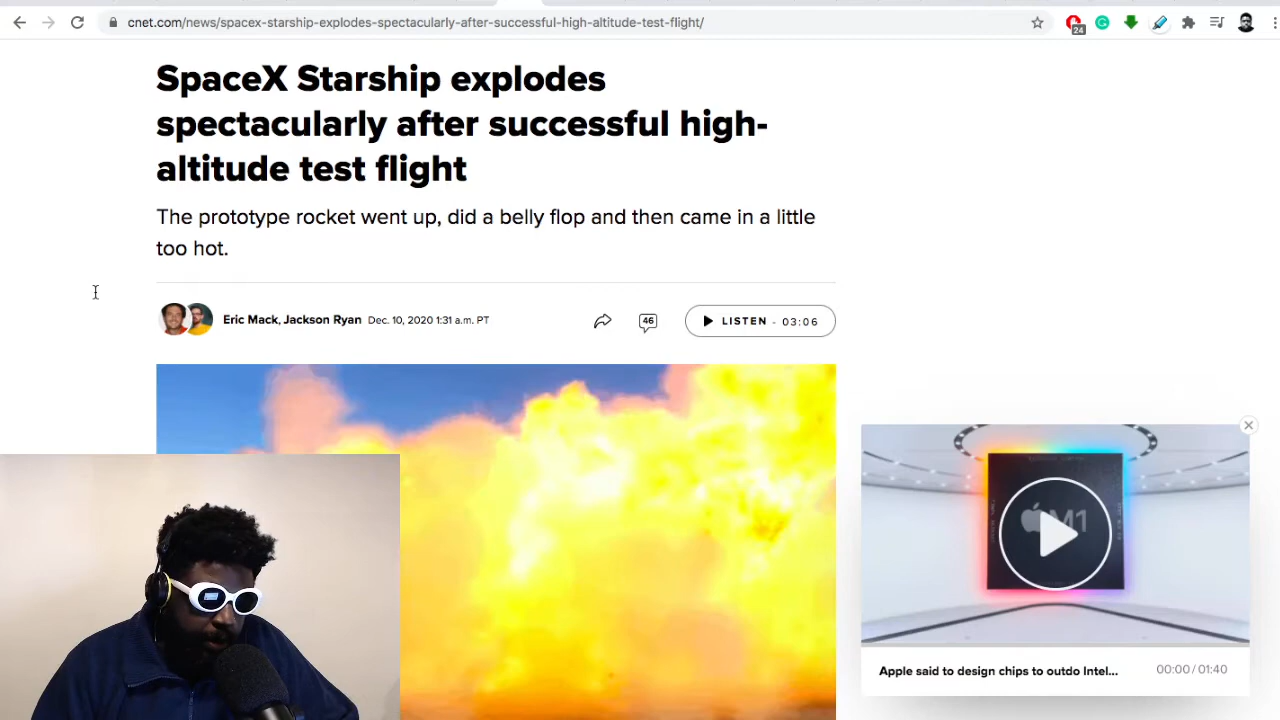 cnet.com/news/spacex-starship-explodes-spectacularly-after-successful-high-altitude-test-flight/
24
SpaceX Starship explodes
spectacularly after successful high-
altitude test flight
The prototype rocket went up, did a belly flop and then came in a little
too hot.
Eric Mack, Jackson Ryan Dec. 10, 2020 1:31 a.m. PT
46
LISTEN - 03:06
M1
Apple said to design chips to outdo Intel...
00:00 / 01:40